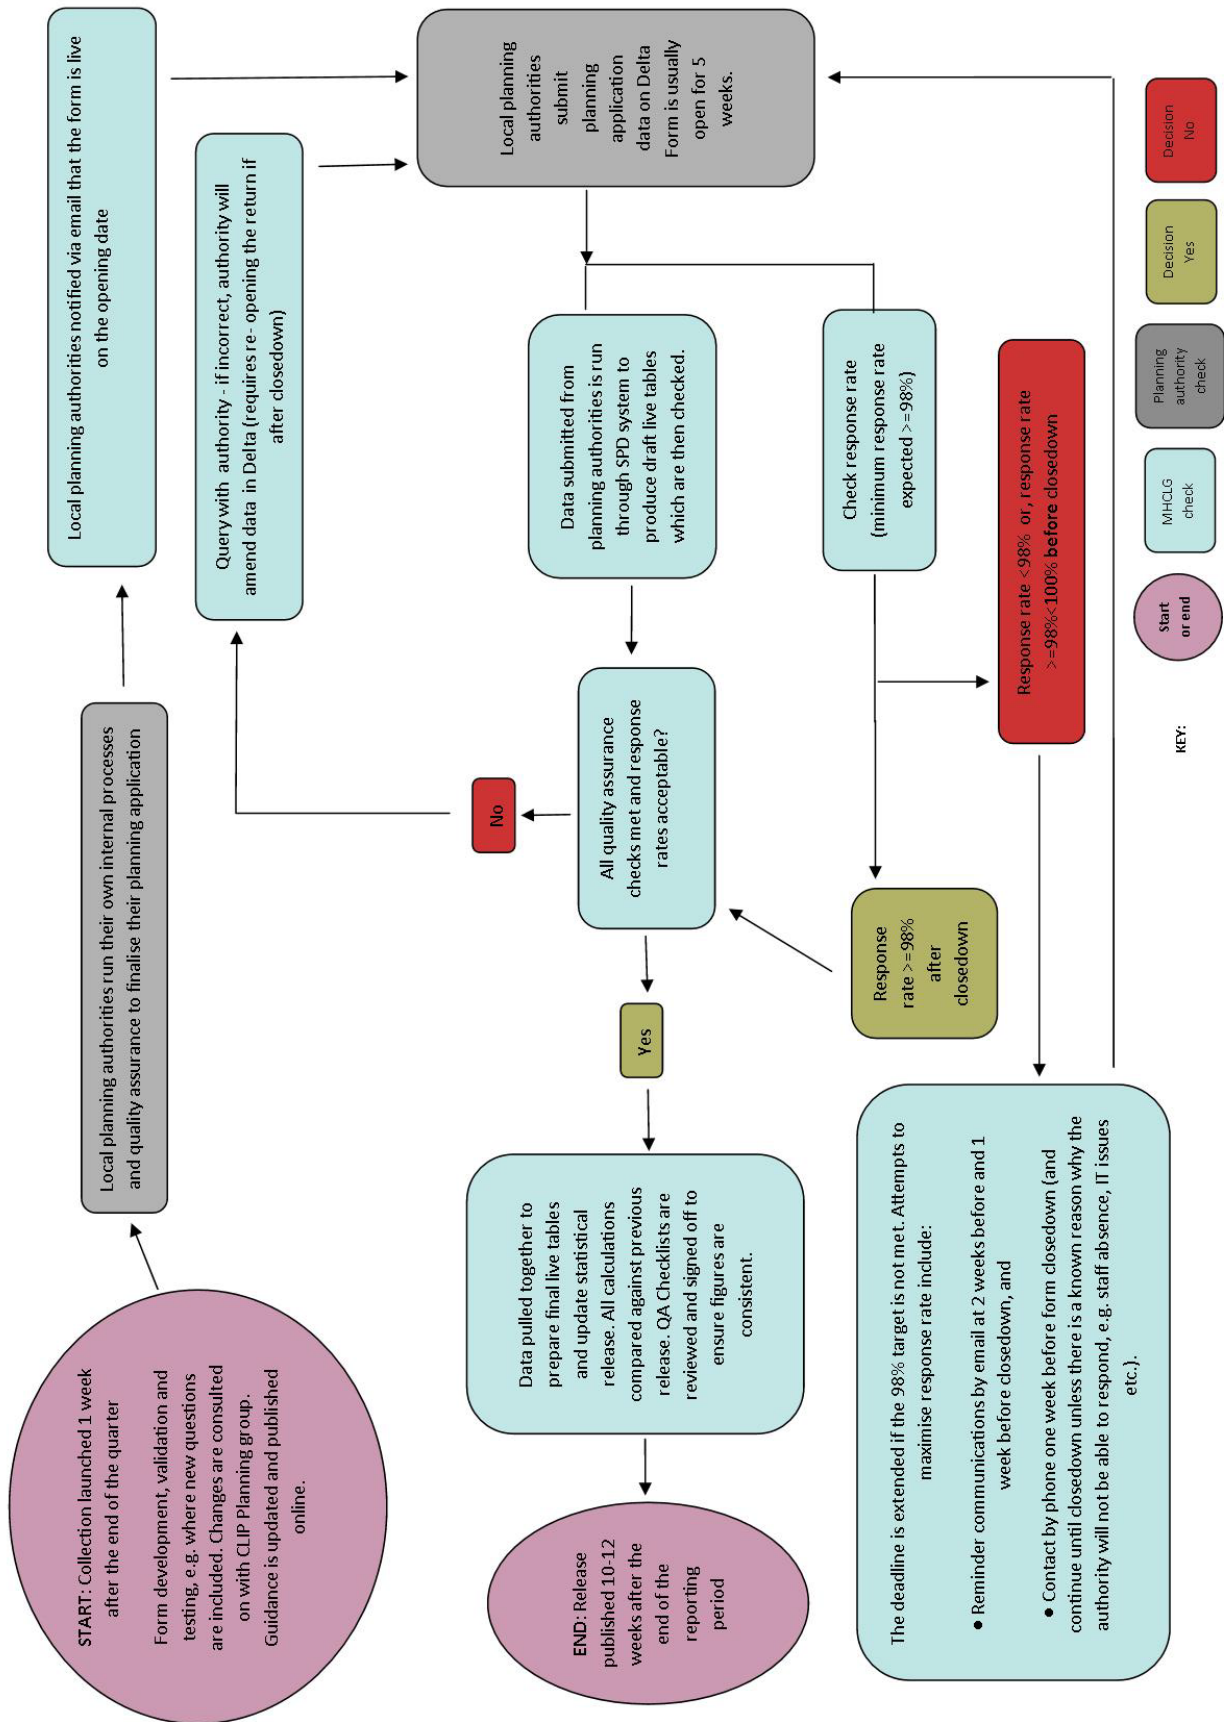 START: Collection launched 1 week
after the end of the quarter
Form development, validation and
testing, e.g. where new questions
are included. Changes are consulted
on with CLIP Planning group.
Guidance is updated and published
online.
Local planning authorities run their own internal processes
and quality assurance to finalise their planning application
Local planning authorities notified via email that the form is live
on the opening date
Query with authority - if incorrect, authority will
amend data in Delta (requires re- opening the return if
after closedown)
Local planning
authorities
submit
planning
application
data on Delta
Form is usually
open for 5
weeks.
Data submitted from
planning authorities is run
through SPD system to
produce draft live tables
which are then checked.
All quality assurance
checks met and response
rates acceptable?
No
Yes
Data pulled together to
prepare final live tables
and update statistical
release. All calculations
compared against previous
release. QA Checklists are
reviewed and signed off to
ensure figures are
consistent.
END: Release
published 10-12
weeks after the
end of the
reporting
period
Check response rate
(minimum response rate
expected >=98%)
Response
rate >=98%
after
closedown
Response rate <98% or, response rate
>=98%<100% before closedown
The deadline is extended if the 98% target is not met. Attempts to
maximise response rate include:
● Reminder communications by email at 2 weeks before and 1
week before closedown, and
● Contact by phone one week before form closedown (and
continue until closedown unless there is a known reason why the
authority will not be able to respond, e.g. staff absence, IT issues
etc.).
KEY:
Start
or end
MHCLG
check
Planning
authority
check
Decision
Yes
Decision
No